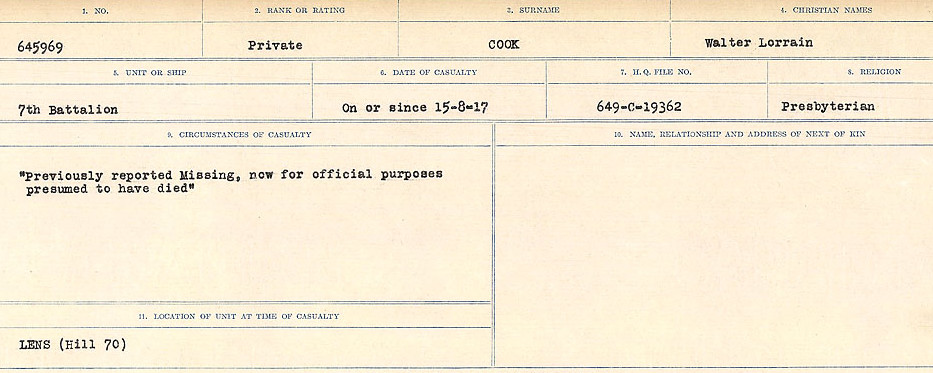 1. NO.
2. RANK OR RATING
3. SURNAME
4. CHRISTIAN NAMES
645969
Private
COOK
Walter Lorrain
5. UNIT OR SHIP
6. DATE OF CASUALTY
7. H.Q. FILE NO.
8. RELIGION
7th Battalion
On or since 15-8-17
649-C-19362
Presbyterian
9. CIRCUMSTANCES OF CASUALTY
10. NAME, RELATIONSHIP AND ADDRESS OF NEXT OF KIN
"Previously reported Missing, now for official purposes
presumed to have died"
11. LOCATION OF UNIT AT TIME OF CASUALTY
LENS (Hill 70)